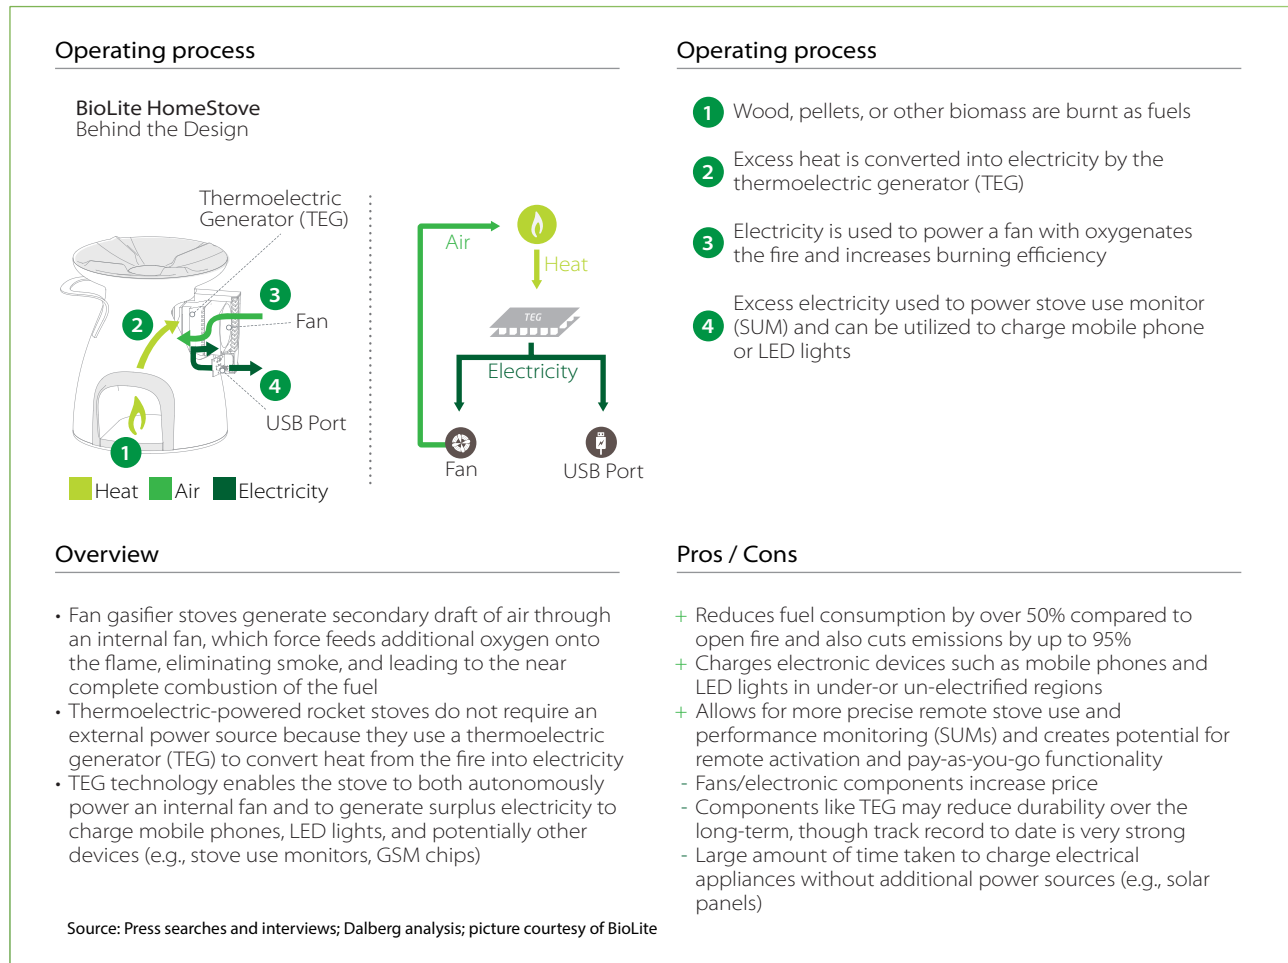 Operating process
BioLite HomeStove
Behind the Design
Thermoelectric
Generator (TEG)
3
Fan
2
4
USB Port
1
Heat Air Electricity
Air
Heat
TEG
Electricity
Fan
USB Port
Operating process
1 Wood, pellets, or other biomass are burnt as fuels
2 Excess heat is converted into electricity by the
thermoelectric generator (TEG)
3 Electricity is used to power a fan with oxygenates
the fire and increases burning efficiency
4 Excess electricity used to power stove use monitor
(SUM) and can be utilized to charge mobile phone
or LED lights
Overview
• Fan gasifier stoves generate secondary draft of air through
an internal fan, which force feeds additional oxygen onto
the flame, eliminating smoke, and leading to the near
complete combustion of the fuel
• Thermoelectric-powered rocket stoves do not require an
external power source because they use a thermoelectric
generator (TEG) to convert heat from the fire into electricity
• TEG technology enables the stove to both autonomously
power an internal fan and to generate surplus electricity to
charge mobile phones, LED lights, and potentially other
devices (e.g., stove use monitors, GSM chips)
Pros / Cons
+ Reduces fuel consumption by over 50% compared to
open fire and also cuts emissions by up to 95%
+ Charges electronic devices such as mobile phones and
LED lights in under-or un-electrified regions
+ Allows for more precise remote stove use and
performance monitoring (SUMs) and creates potential for
remote activation and pay-as-you-go functionality
- Fans/electronic components increase price
- Components like TEG may reduce durability over the
long-term, though track record to date is very strong
- Large amount of time taken to charge electrical
appliances without additional power sources (e.g., solar
panels)
Source: Press searches and interviews; Dalberg analysis; picture courtesy of BioLite